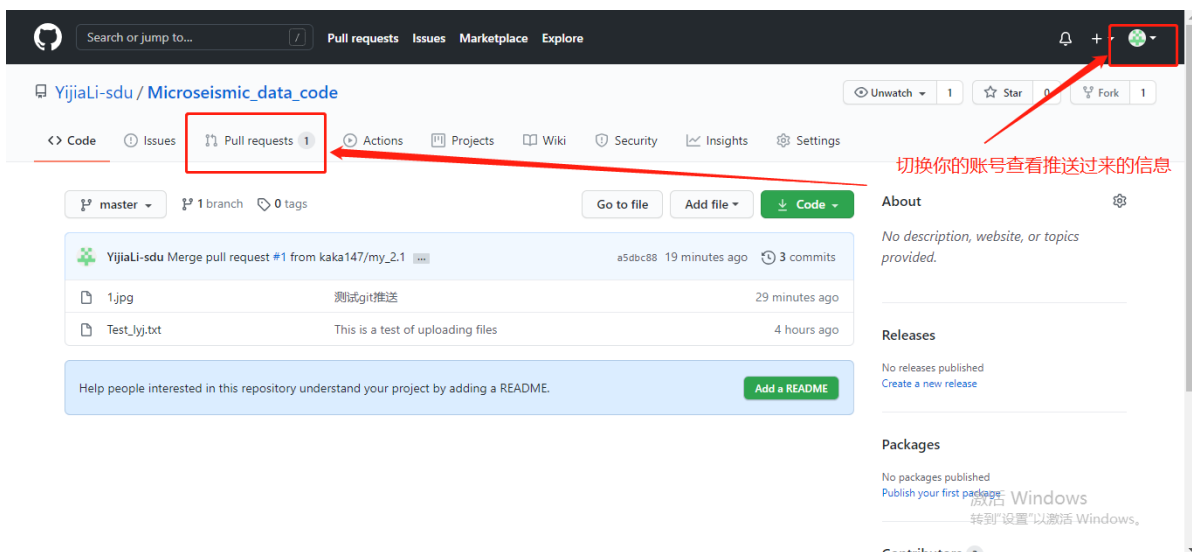 Search or jump to... / Pull requests Issues Marketplace Explore
YijiaLi-sdu / Microseismic_data_code
Unwatch 1 Star 0 Fork 1
Code Issues Pull requests 1 Actions Projects Wiki Security Insights Settings
切换你的账号查看推送过来的信息
master 1 branch 0 tags Go to file Add file Code
YijiaLi-sdu Merge pull request #1 from kaka147/my_2.1 ... a5dbc88 19 minutes ago 3 commits
1.jpg 测试git推送 29 minutes ago
Test_lyj.txt This is a test of uploading files 4 hours ago
Help people interested in this repository understand your project by adding a README. Add a README
About
No description, website, or topics
provided.
Releases
No releases published
Create a new release
Packages
No packages published
Publish your first package
激活 Windows
转到"设置"以激活 Windows。